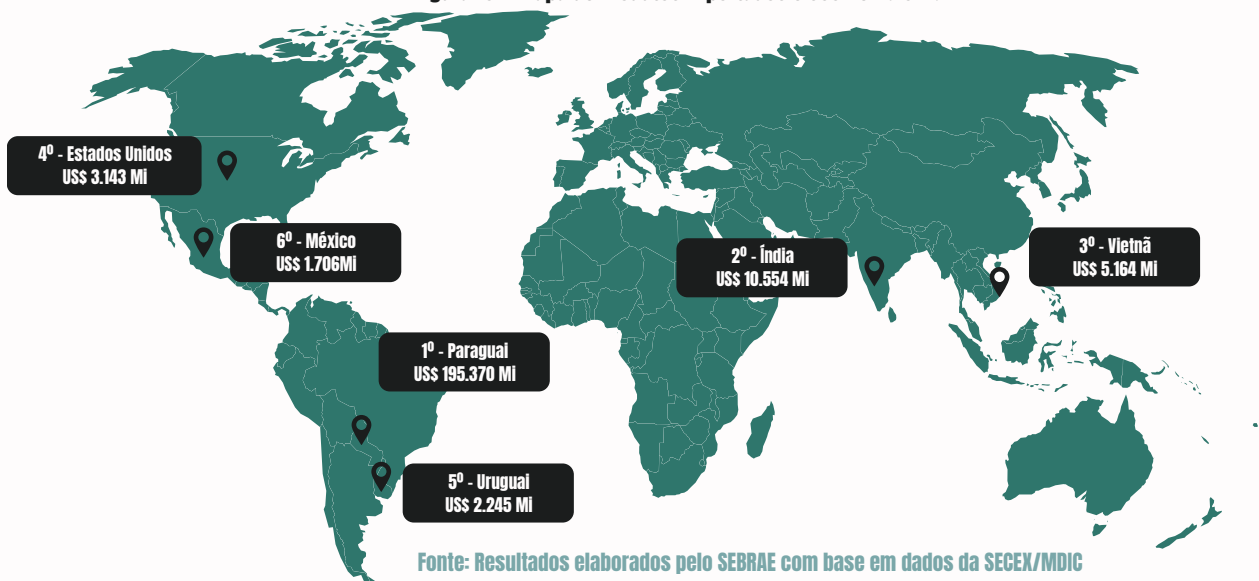 4º - Estados Unidos
US$ 3.143 Mi
6º - México
US$ 1.706Mi
2º - Índia
US$ 10.554 Mi
3º - Vietnã
US$ 5.164 Mi
1º - Paraguai
US$ 195.370 Mi
5º - Uruguai
US$ 2.245 Mi
Fonte: Resultados elaborados pelo SEBRAE com base em dados da SECEX/MDIC